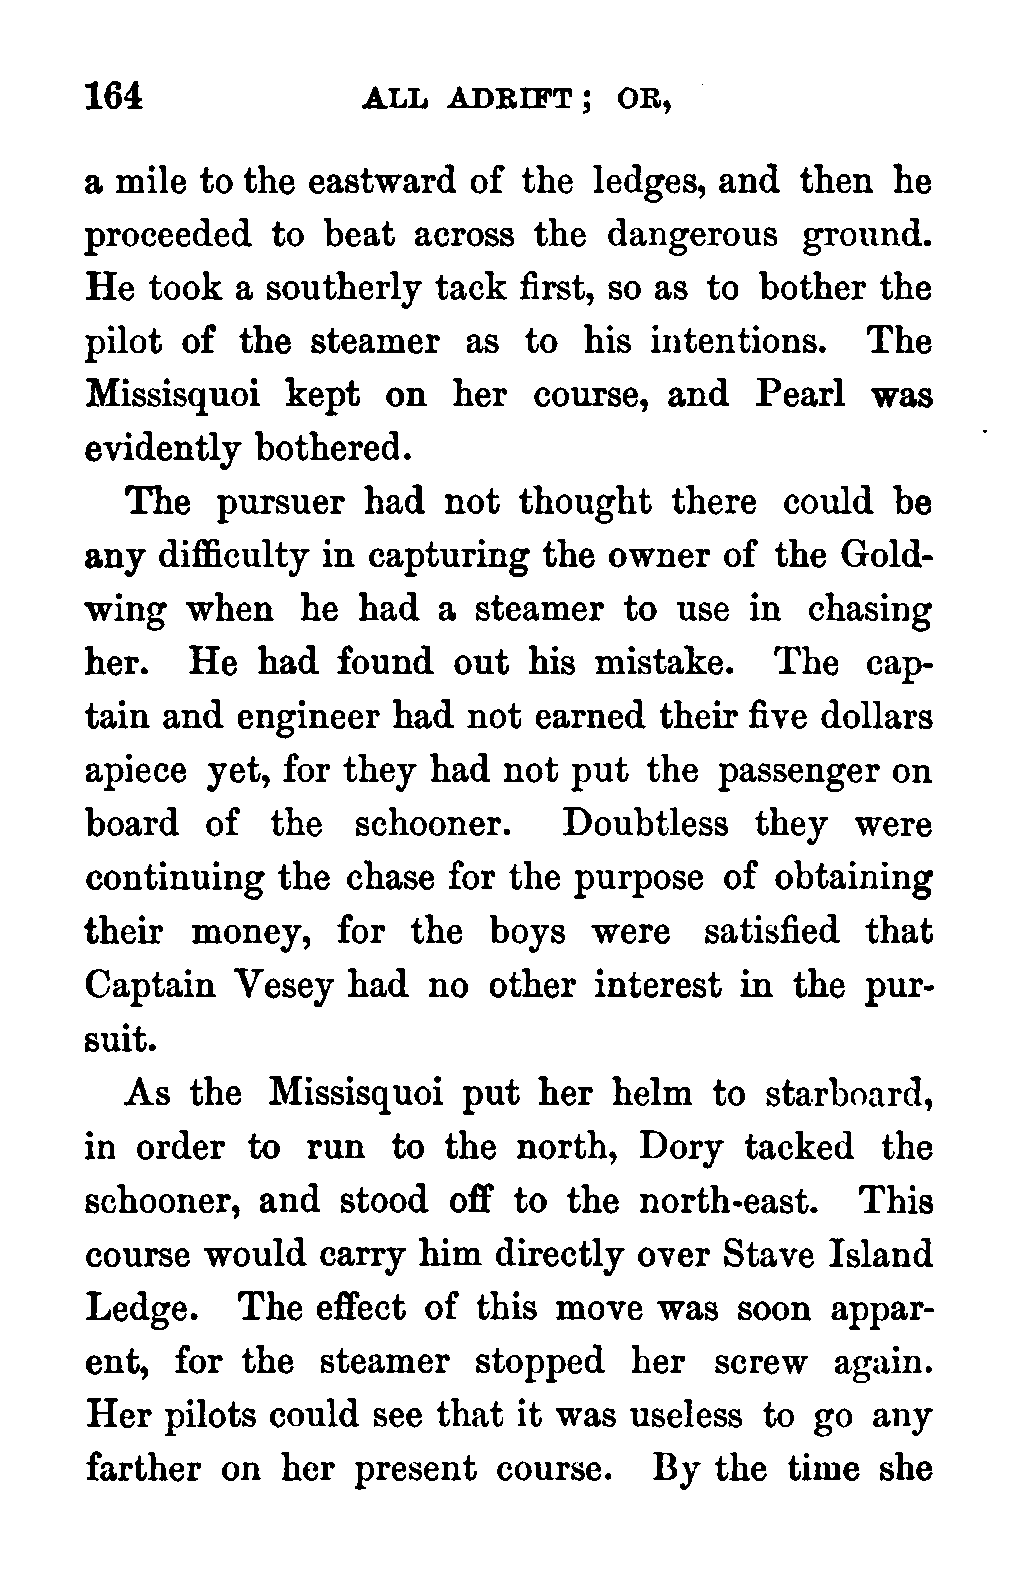 164 ALL ADRIFT; OR,
a mile to the eastward of the ledges, and then he
proceeded to beat across the dangerous ground.
He took a southerly tack first, so as to bother the
pilot of the steamer as to his intentions. The
Missisquoi kept on her course, and Pearl was
evidently bothered.
The pursuer had not thought there could be
any difficulty in capturing the owner of the Gold-
wing when he had a steamer to use in chasing
her. He had found out his mistake. The cap-
tain and engineer had not earned their five dollars
apiece yet, for they had not put the passenger on
board of the schooner. Doubtless they were
continuing the chase for the purpose of obtaining
their money, for the boys were satisfied that
Captain Vesey had no other interest in the pur-
suit.
As the Missisquoi put her helm to starboard,
in order to run to the north, Dory tacked the
schooner, and stood off to the north-east. This
course would carry him directly over Stave Island
Ledge. The effect of this move was soon appar-
ent, for the steamer stopped her screw again.
Her pilots could see that it was useless to go any
farther on her present course. By the time she